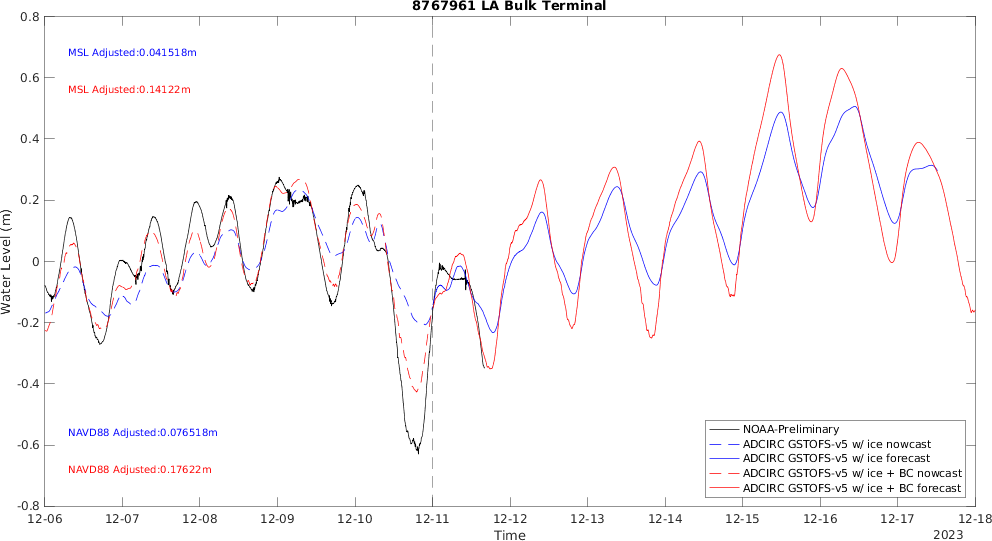 8767961 LA Bulk Terminal
MSL Adjusted:0.041518m
MSL Adjusted:0.14122m
NAVD88 Adjusted:0.076518m
NAVD88 Adjusted:0.17622m
Water Level (m)
0.8
0.6
0.4
0.2
0
-0.2
-0.4
-0.6
-0.8
NOAA-Preliminary
ADCIRC GSTOFS-v5 w/ ice nowcast
ADCIRC GSTOFS-v5 w/ ice forecast
ADCIRC GSTOFS-v5 w/ ice + BC nowcast
ADCIRC GSTOFS-v5 w/ ice + BC forecast
12-06 12-07 12-08 12-09 12-10 12-11 12-12 12-13 12-14 12-15 12-16 12-17 12-18
Time
2023